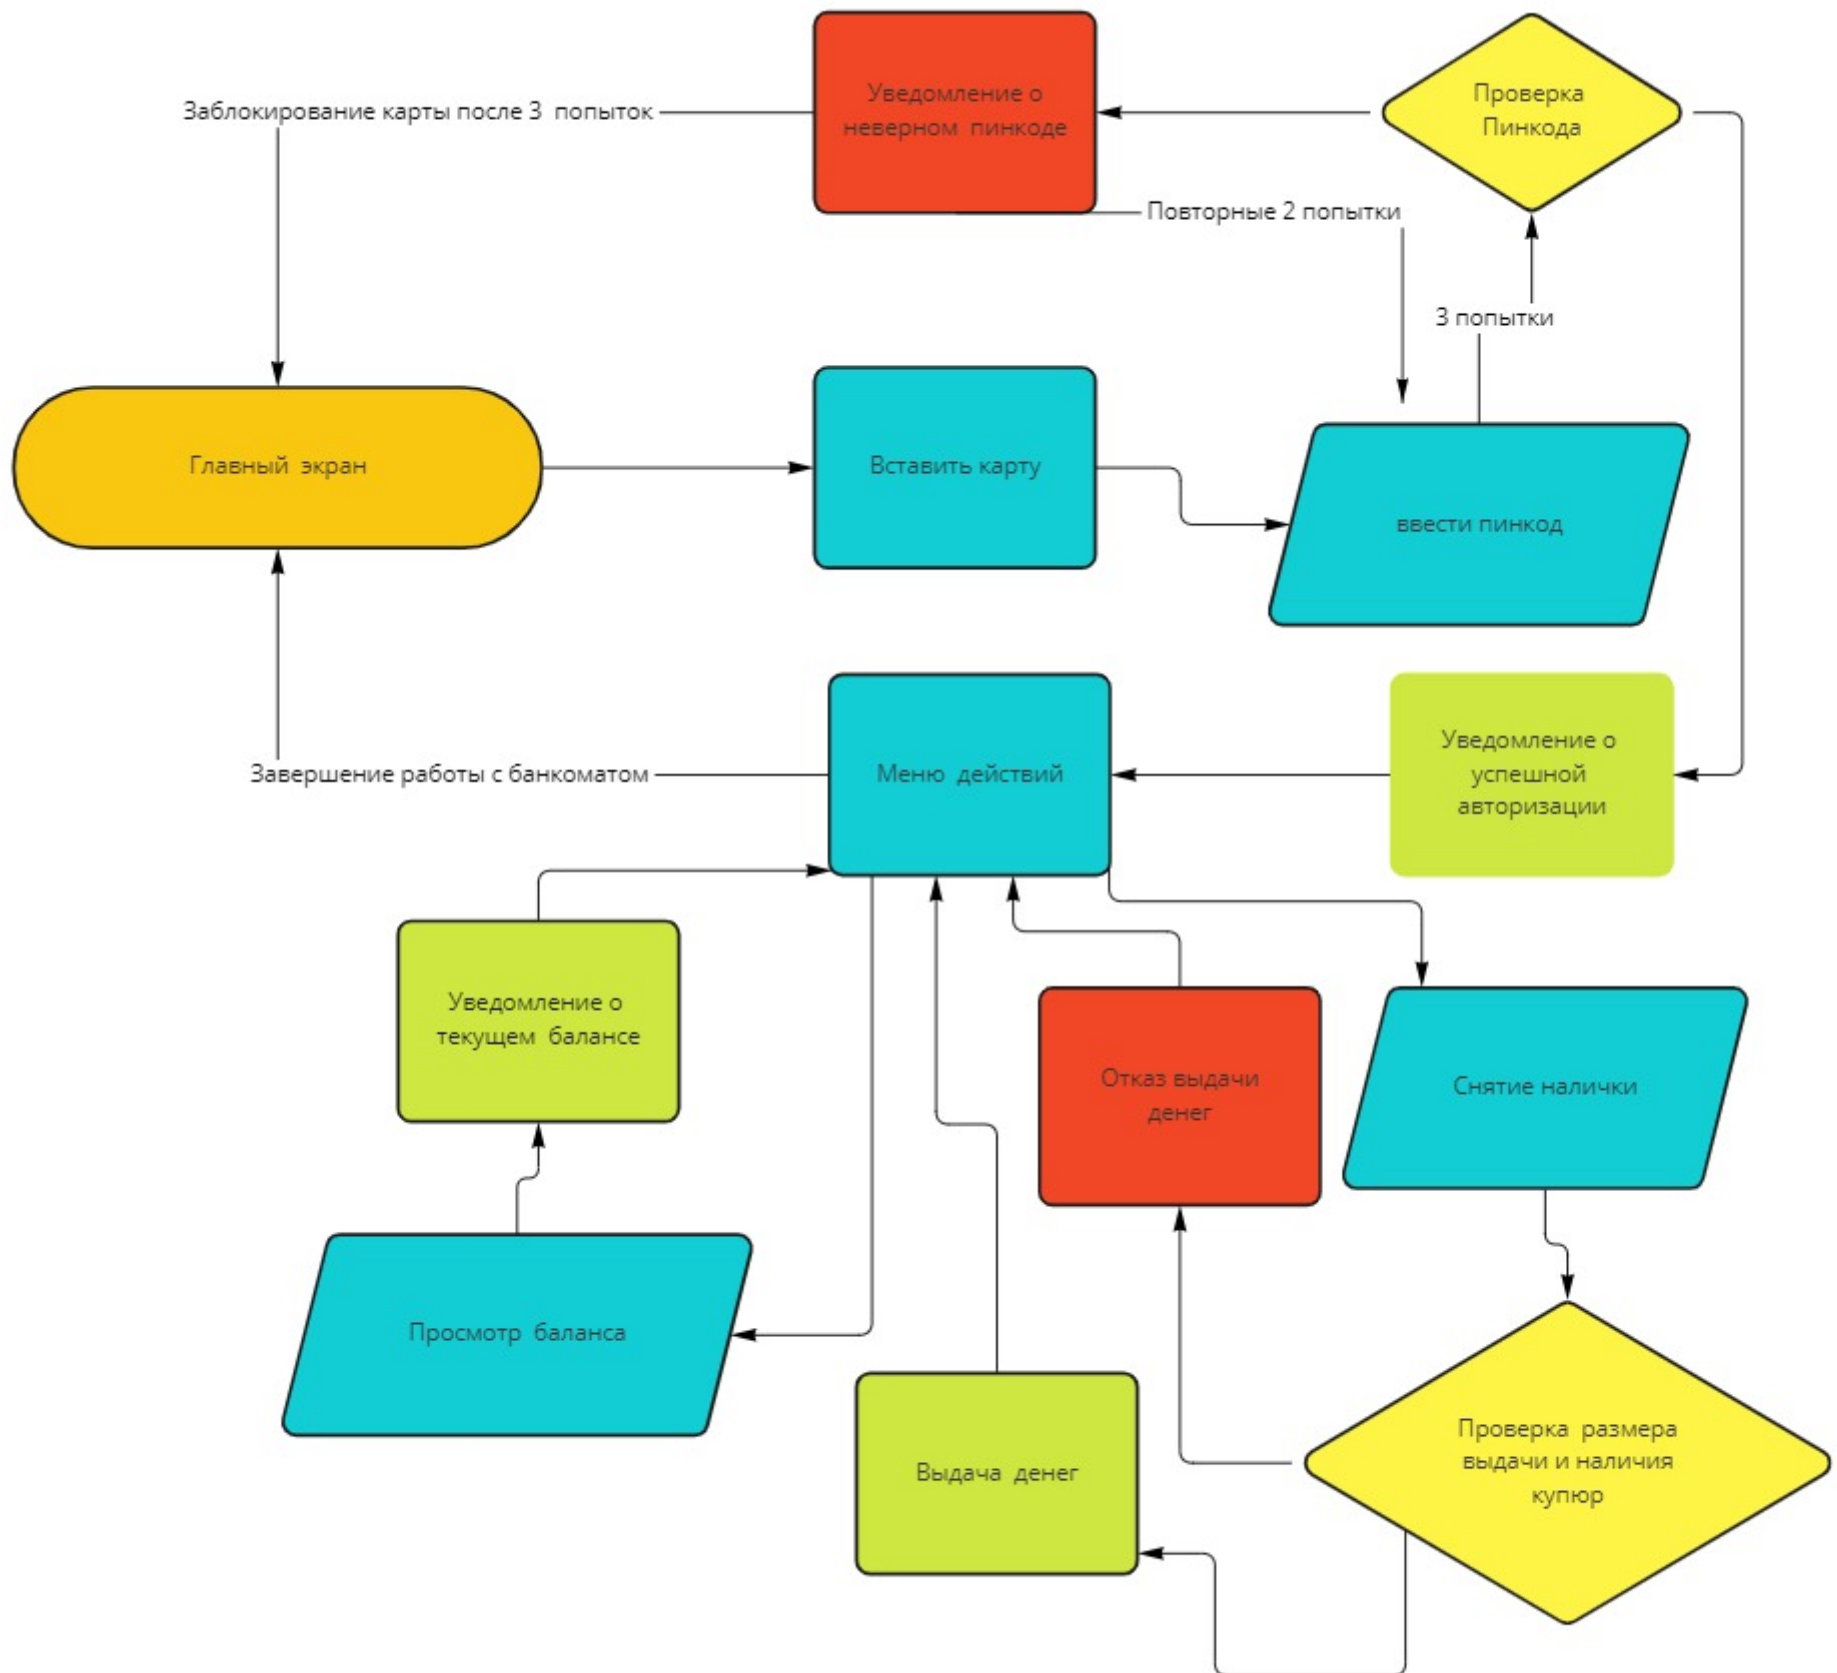 Уведомление о
неверном пинкоде
Проверка
Пинкода
Заблокирование карты после 3 попыток
Повторные 2 попытки
3 попытки
Главный экран
Вставить карту
ввести пинкод
Уведомление о
успешной
авторизации
Меню действий
Завершение работы с банкоматом
Уведомление о
текущем балансе
Отказ выдачи
денег
Снятие налички
Просмотр баланса
Выдача денег
Проверка размера
выдачи и наличия
купюр